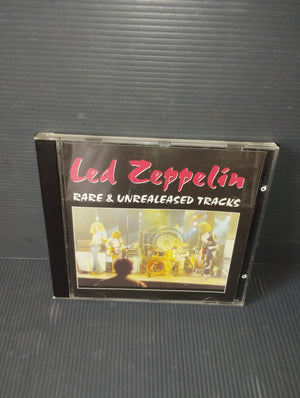 Led Zeppelin
RARE & UNREALEASED TRACKS